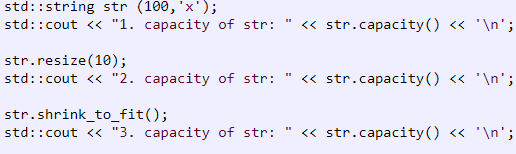 std::string str (100,'x');
std::cout << "1. capacity of str: " << str.capacity() << '\n';
str.resize(10);
std::cout << "2. capacity of str: " << str.capacity() << '\n';
str.shrink_to_fit();
std::cout << "3. capacity of str: " << str.capacity() << '\n';